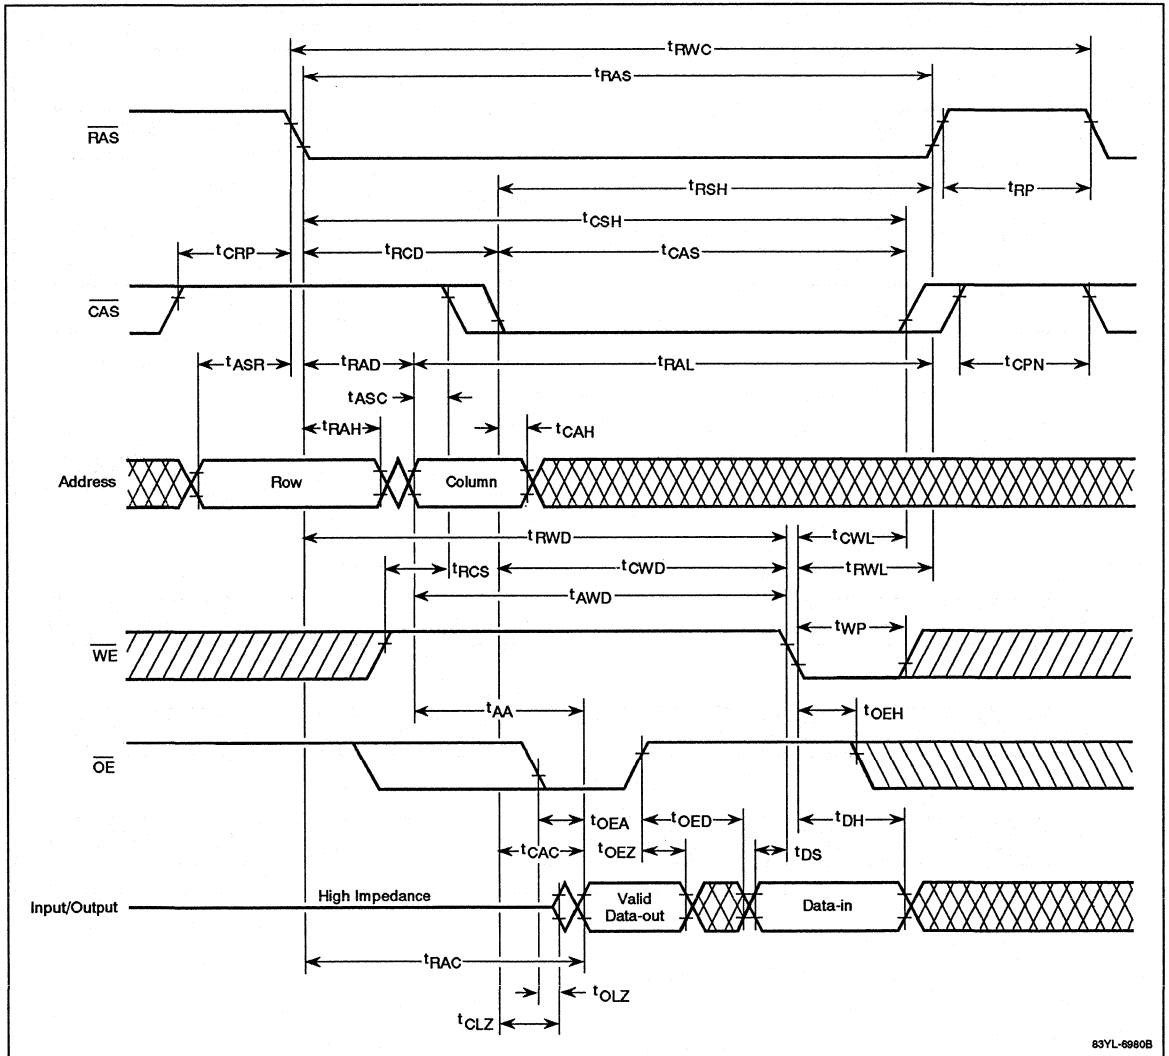 tRWC
tRAS
RAS
tRSH
tRP
tCSH
tCRP
tRCD
tCAS
CAS
tASR
tRAD
tRAL
tCPN
tASC
tRAH
tCAH
Address
Row
Column
tRWD
tCWL
tRCS
tCWD
tRWL
tAWD
tWP
WE
tAA
tOEH
OE
tOEA
tOED
tDH
tCAC
tOEZ
tDS
High Impedance
Input/Output
Valid
Data-out
Data-in
tRAC
tOLZ
tCLZ
83YL-6980B